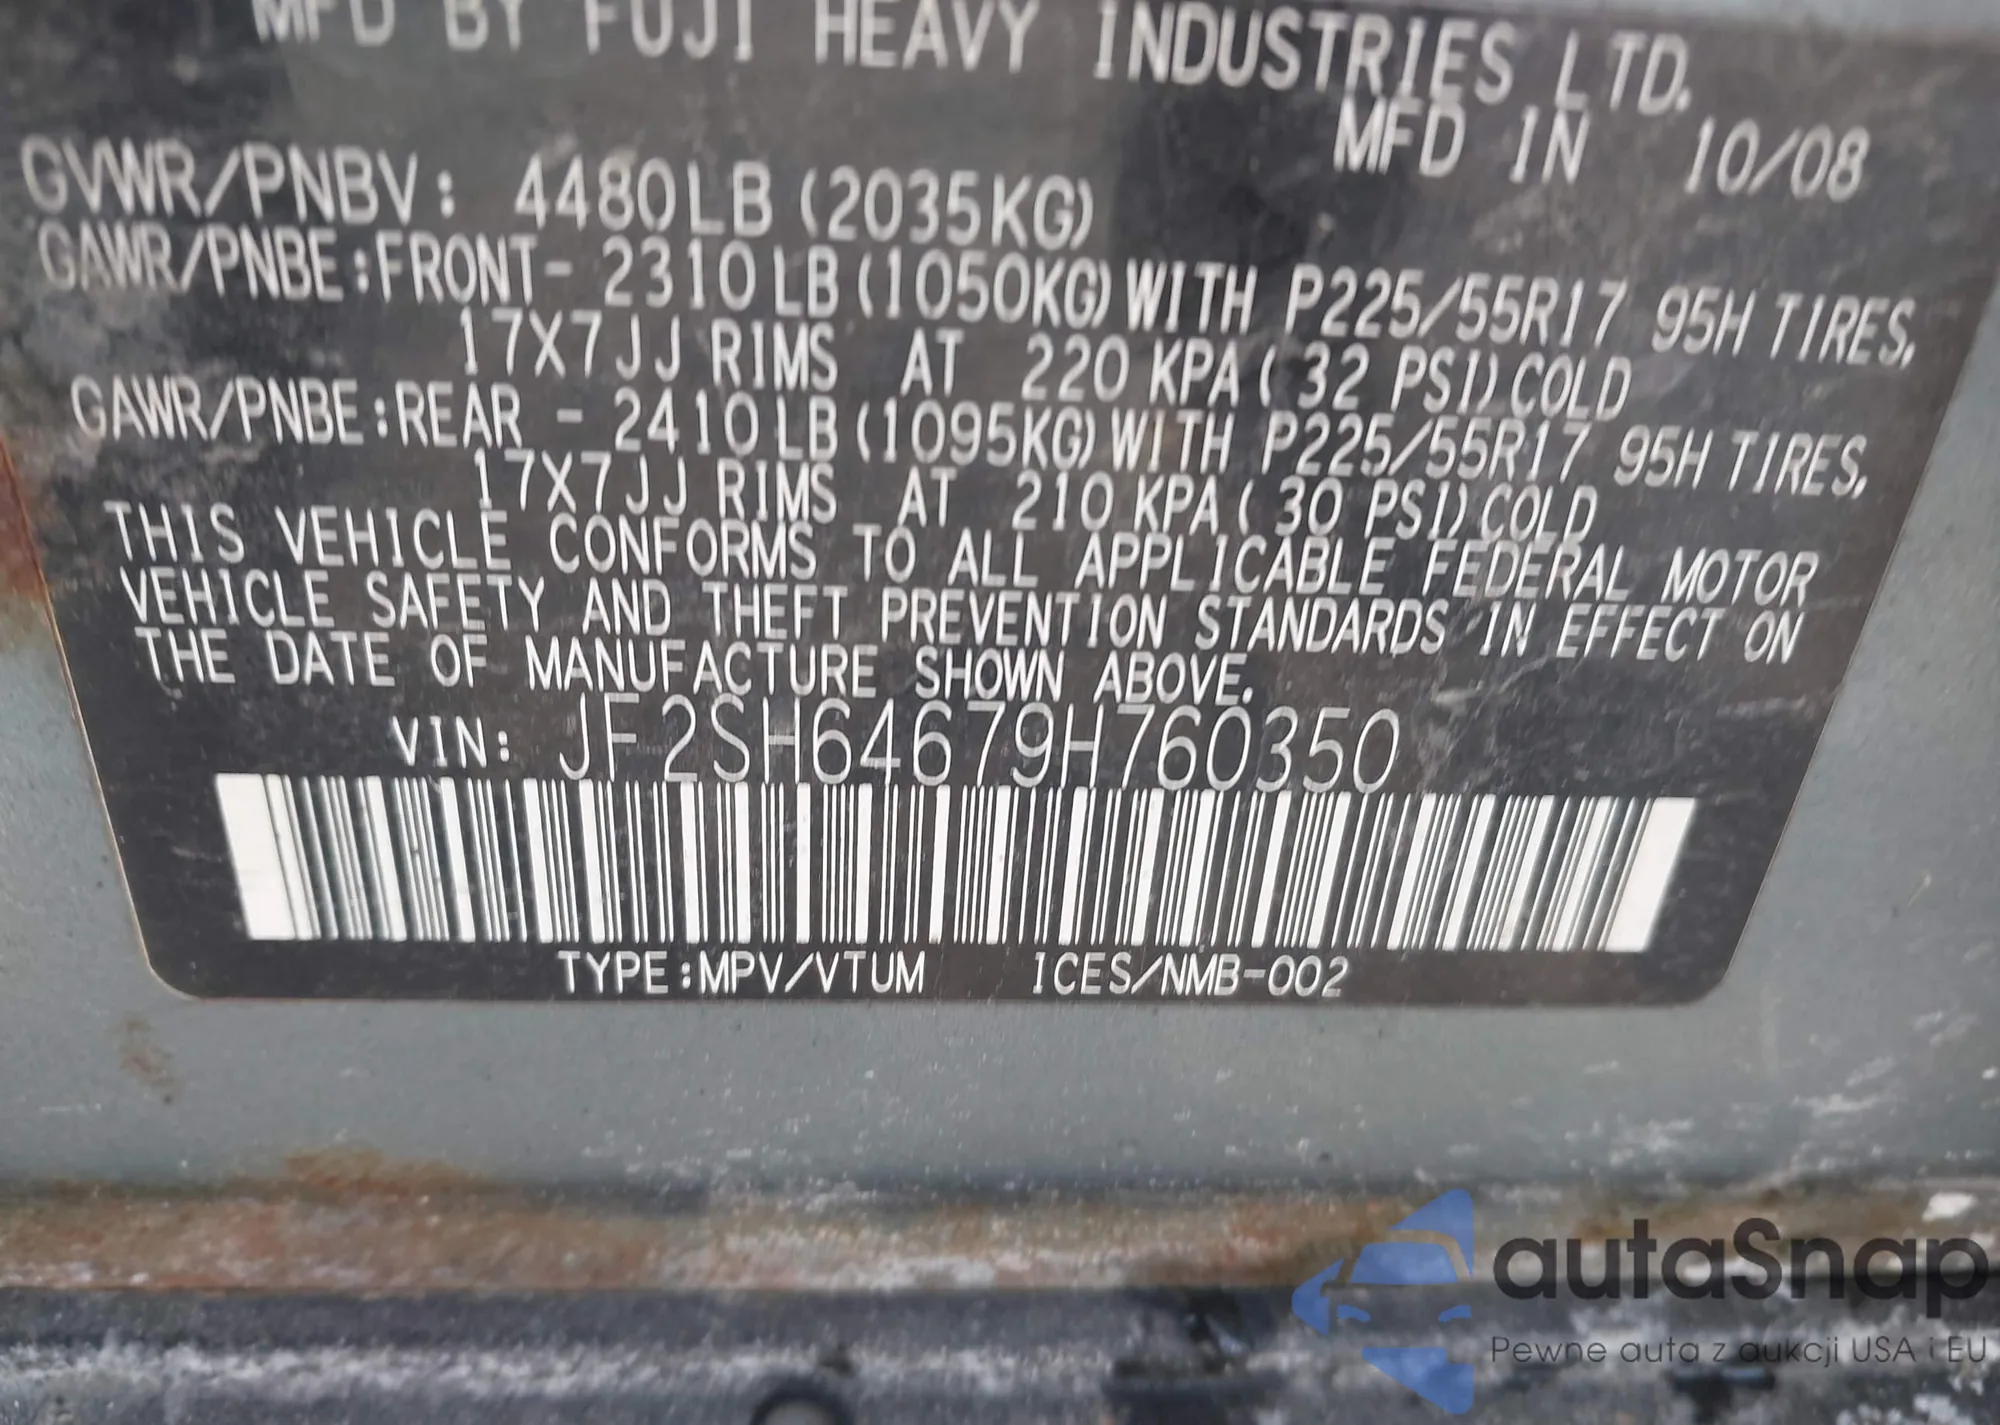 MFD BY FUJI HEAVY INDUSTRIES LTD.
MFD IN 10/08
GVWR/PNBV: 4480LB (2035KG)
GAWR/PNBE:FRONT- 2310LB (1050KG) WITH P225/55R17 95H TIRES,
17X7JJ RIMS AT 220 KPA ( 32 PSI) COLD
GAWR/PNBE:REAR - 2410LB (1095KG) WITH P225/55R17 95H TIRES,
17X7JJ RIMS AT 210 KPA ( 30 PSI) COLD
THIS VEHICLE CONFORMS TO ALL APPLICABLE FEDERAL MOTOR
VEHICLE SAFETY AND THEFT PREVENTION STANDARDS IN EFFECT ON
THE DATE OF MANUFACTURE SHOWN ABOVE.
VIN: JF2SH64679H760350
TYPE:MPV/VTUM ICES/NMB-002
autaSnap
Pewne auta z aukcji USA i EU